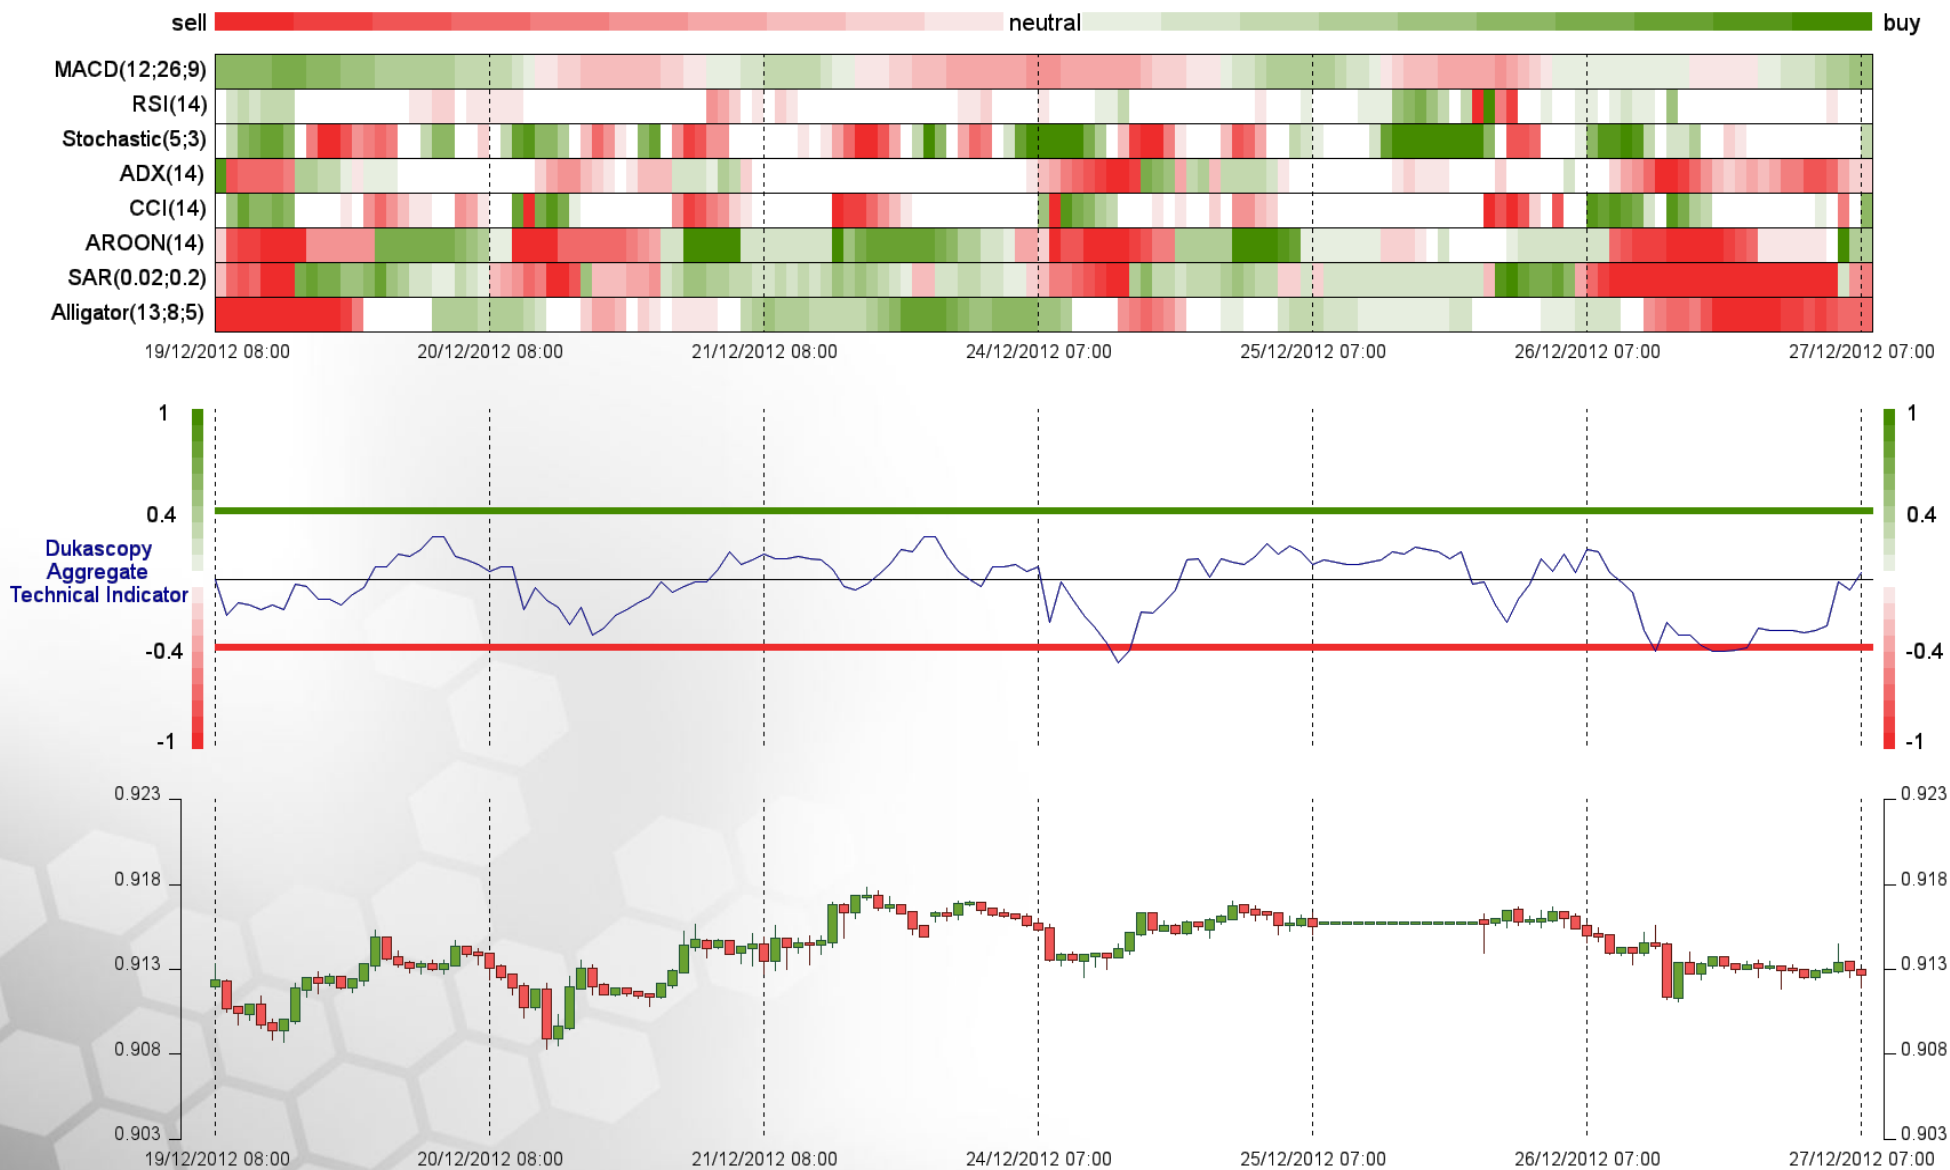 sell neutral buy
MACD(12;26;9)
RSI(14)
Stochastic(5;3)
ADX(14)
CCI(14)
AROON(14)
SAR(0.02;0.2)
Alligator(13;8;5)
19/12/2012 08:00 20/12/2012 08:00 21/12/2012 08:00 24/12/2012 07:00 25/12/2012 07:00 26/12/2012 07:00 27/12/2012 07:00
1 1
0.4 0.4
Dukascopy
Aggregate
Technical Indicator
-0.4 -0.4
-1 -1
0.923 0.923
0.918 0.918
0.913 0.913
0.908 0.908
0.903 0.903
19/12/2012 08:00 20/12/2012 08:00 21/12/2012 08:00 24/12/2012 07:00 25/12/2012 07:00 26/12/2012 07:00 27/12/2012 07:00